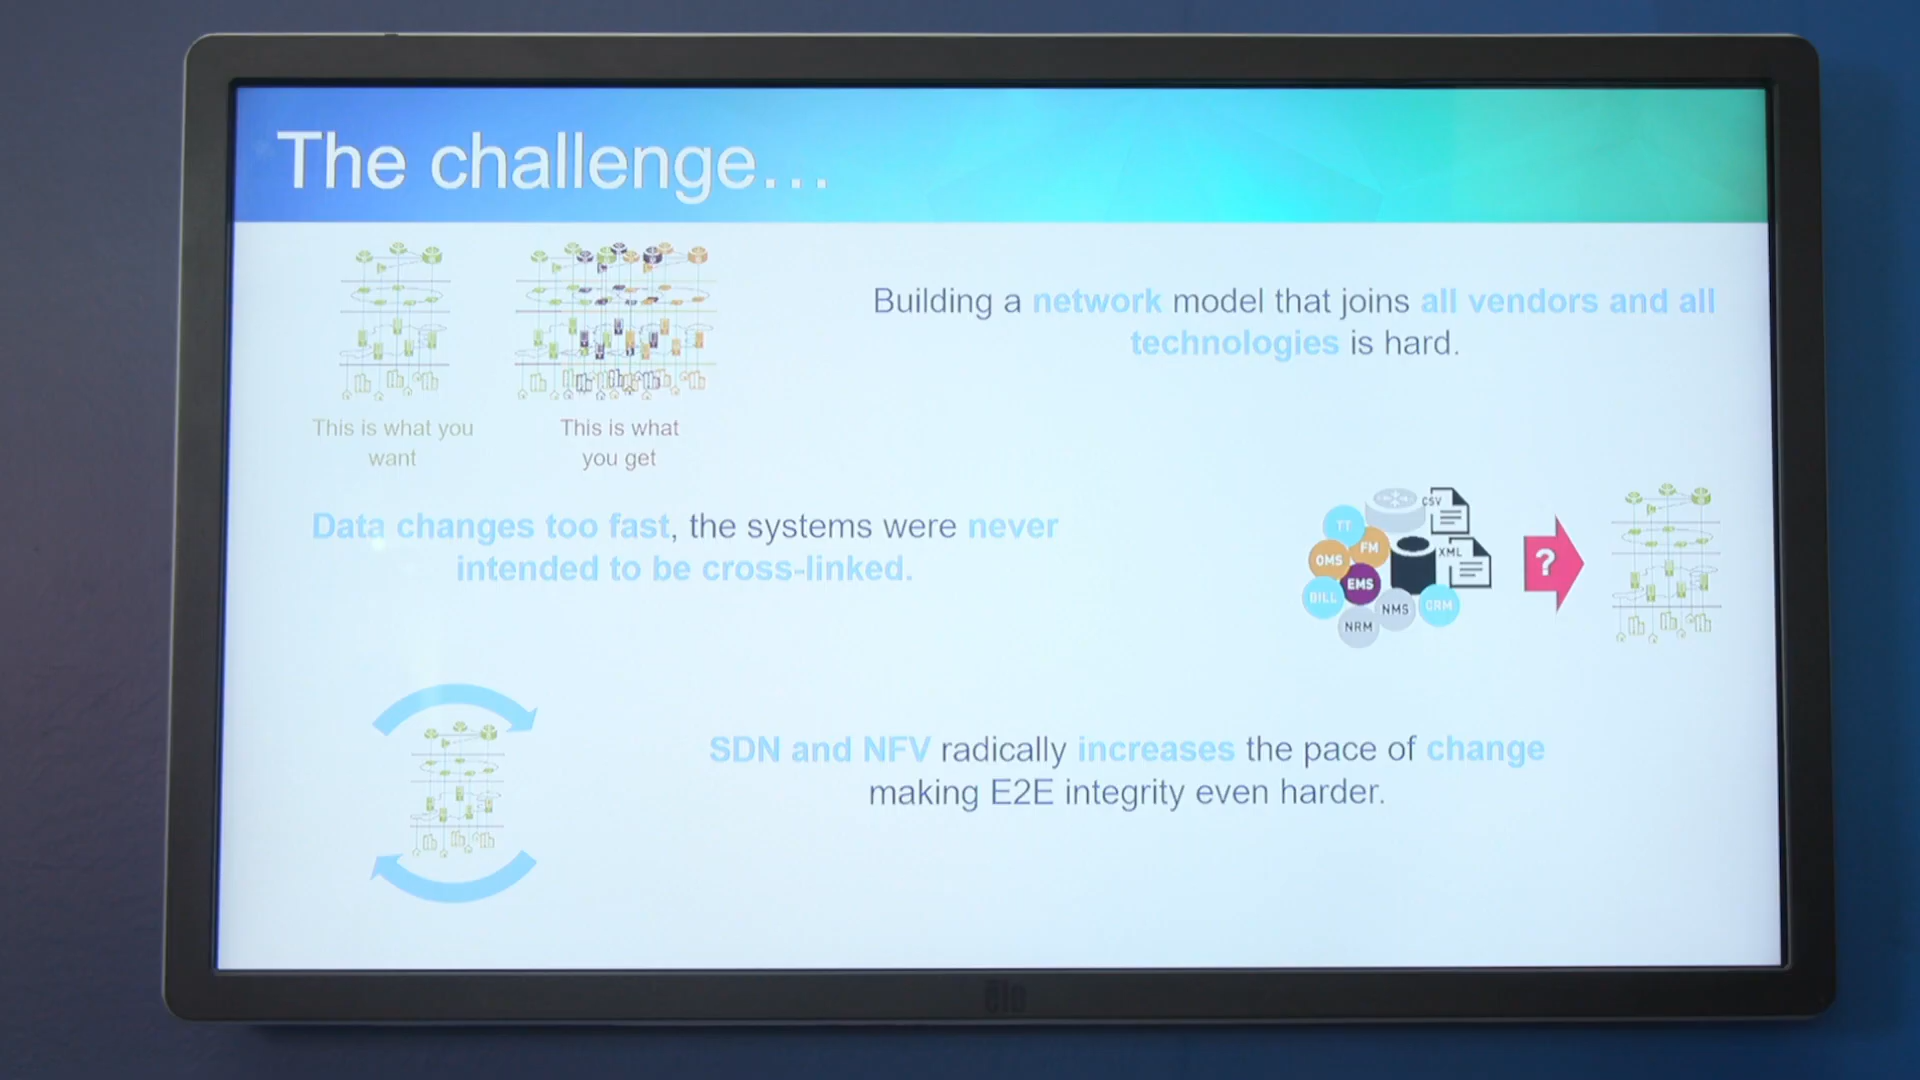 The challenge...
Building a network model that joins all vendors and all
technologies is hard.
This is what you
want
This is what
you get
Data changes too fast, the systems were never
intended to be cross-linked.
CSV
TT
FM
XML
OMS
?
EMS
BILL
NMS
CRM
NRM
SDN and NFV radically increases the pace of change
making E2E integrity even harder.
elo